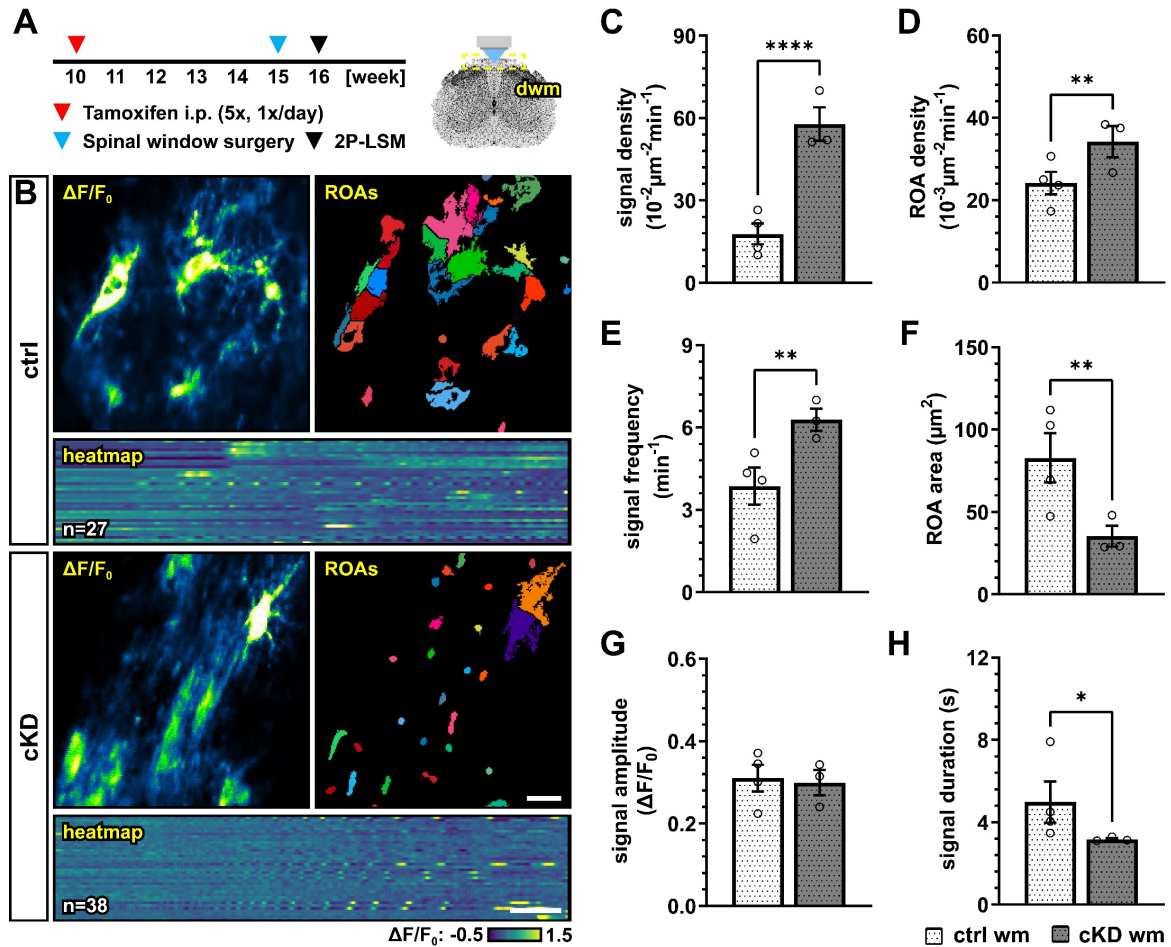 A
10 11 12 13 14 15 16 [week]
Tamoxifen i.p. (5x, 1x/day)
Spinal window surgery 2P-LSM
dwm
B
ctrl
ΔF/F0
ROAs
heatmap
n=27
cKD
ΔF/F0
ROAs
heatmap
n=38
ΔF/F0: -0.5 1.5
C
signal density
(10-2µm-2min-1)
90
60
30
0
****
D
ROA density
(10-3µm-2min-1)
60
40
20
0
**
E
signal frequency
(min-1)
9
6
3
0
**
F
ROA area (µm2)
150
100
50
0
**
G
signal amplitude
(ΔF/F0)
0.6
0.4
0.2
0.0
H
signal duration (s)
12
8
4
0
*
ctrl wm cKD wm